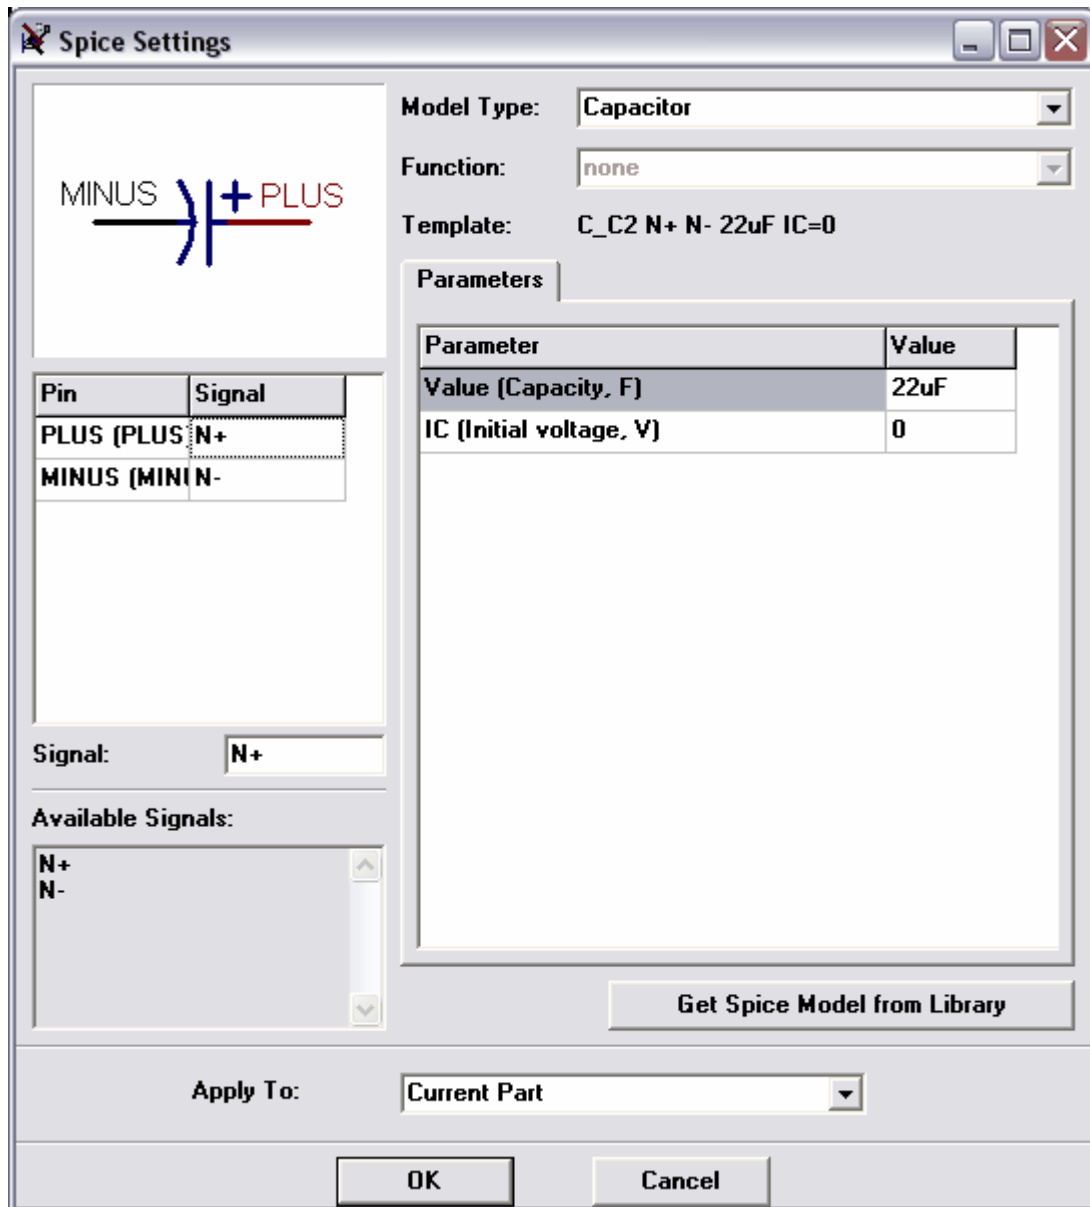 Spice Settings
MINUS + PLUS
Model Type: Capacitor
Function: none
Template: C_C2 N+ N- 22uF IC=0
Parameters
Parameter Value
Value (Capacity, F) 22uF
IC (Initial voltage, V) 0
Pin Signal
PLUS (PLUS) N+
MINUS (MINU N-
Signal: N+
Available Signals:
N+
N-
Get Spice Model from Library
Apply To: Current Part
OK Cancel